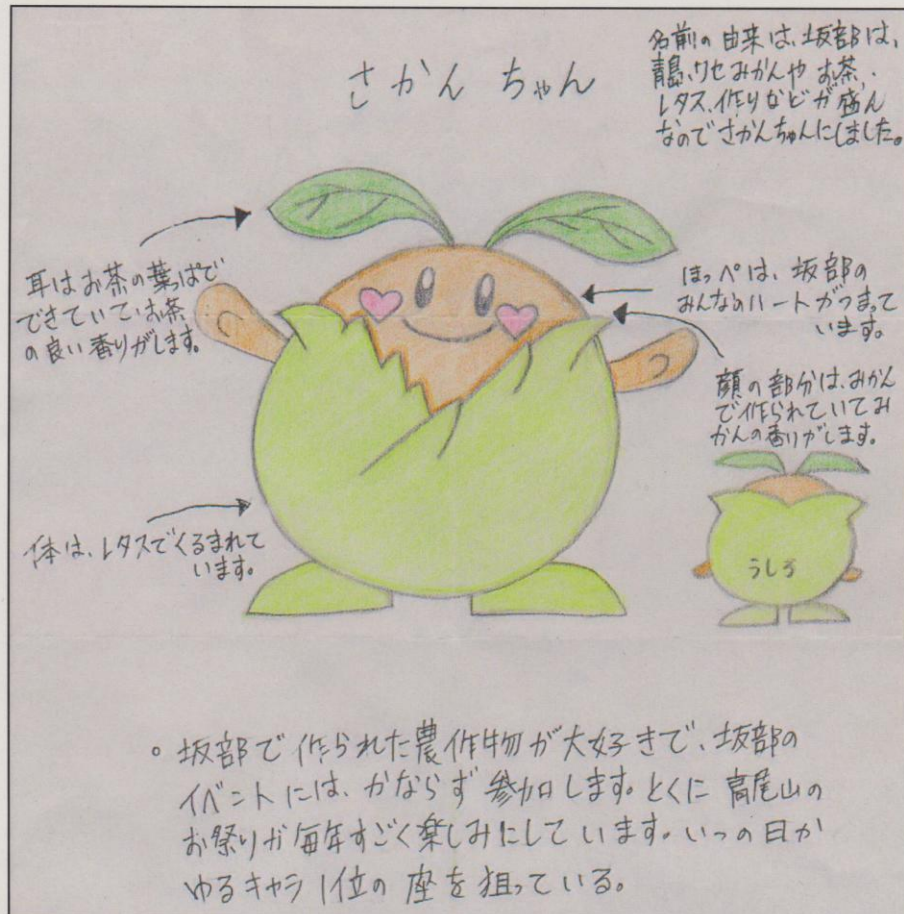 さかんちゃん
名前の由来は、坂部は、
青島、ワセみかんやお茶、
レタス、作りなどが盛ん
なのでさかんちゃんにしました。
耳はお茶の葉っぱで
できていてお茶
の良い香りがします。
ほっペは、坂部の
みんなのハートがつまって
います。
顔の部分は、みかん
で作られていてみ
かんの香りがします。
体は、レタスでくるまれて
います。
うしろ
。坂部で作られた農作物が大好きで、坂部の
イベントには、かならず参加します。とくに高尾山の
お祭りが毎年すごく楽しみにしています。いつの日か
ゆるキャラ1位の座を狙っている。